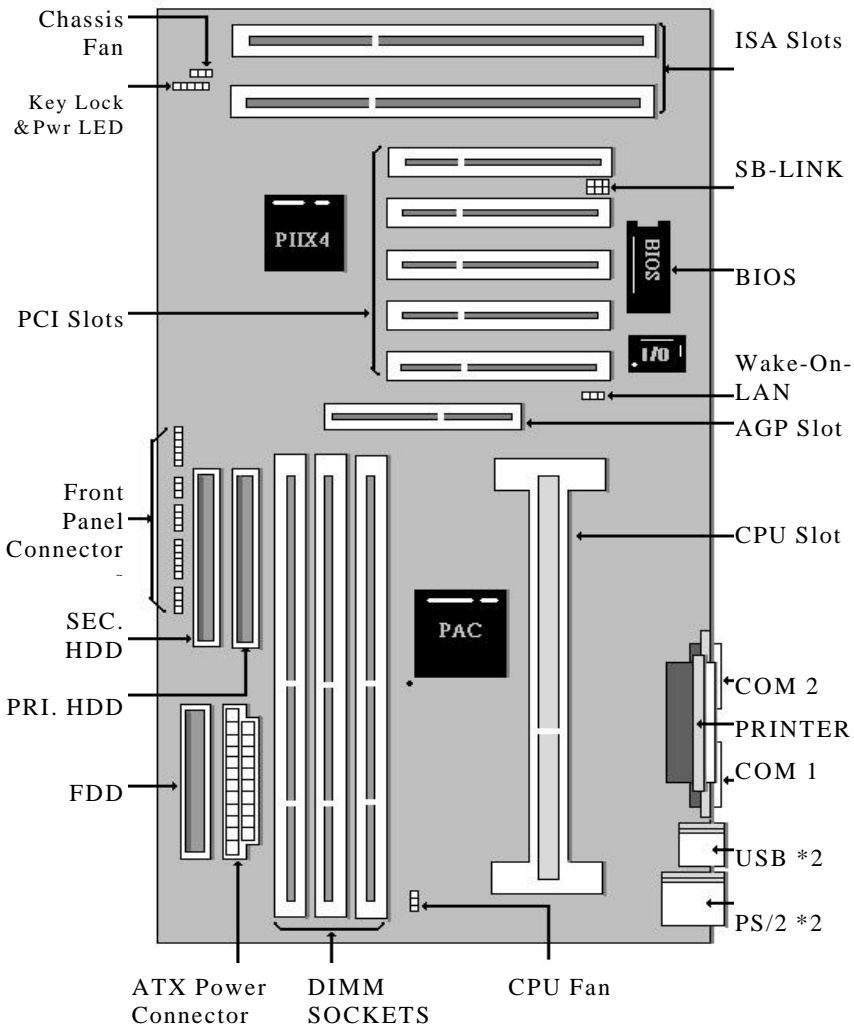 Chassis
Fan
ISA Slots
Key Lock
&Pwr LED
SB-LINK
PIIX4
BIOS
BIOS
PCI Slots
I/O
Wake-On-
LAN
AGP Slot
Front
Panel
Connector
CPU Slot
SEC.
HDD
PAC
COM 2
PRI. HDD
PRINTER
COM 1
FDD
USB *2
PS/2 *2
ATX Power
Connector
DIMM
SOCKETS
CPU Fan